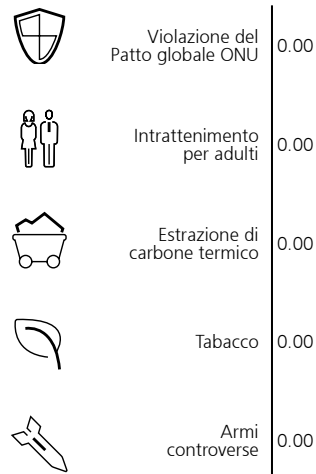 Violazione del
Patto globale ONU
0.00
Intrattenimento
per adulti
0.00
Estrazione di
carbone termico
0.00
Tabacco
0.00
Armi
controverse
0.00